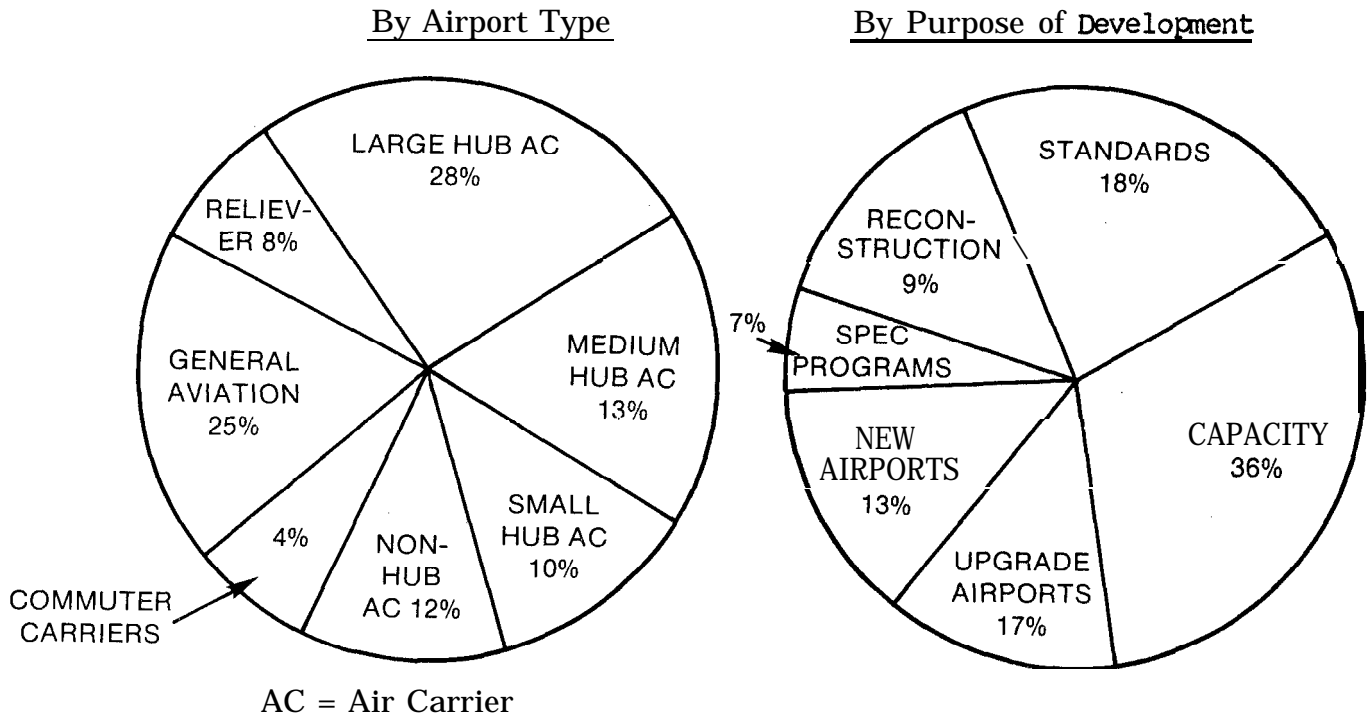 By Airport Type
LARGE HUB AC
28%
MEDIUM
HUB AC
13%
SMALL
HUB AC
10%
NON-
HUB
AC 12%
4%
COMMUTER
CARRIERS
GENERAL
AVIATION
25%
RELIEV-
ER 8%
AC = Air Carrier
By Purpose of Development
STANDARDS
18%
CAPACITY
36%
UPGRADE
AIRPORTS
17%
NEW
AIRPORTS
13%
7%
SPEC
PROGRAMS
RECON-
STRUCTION
9%